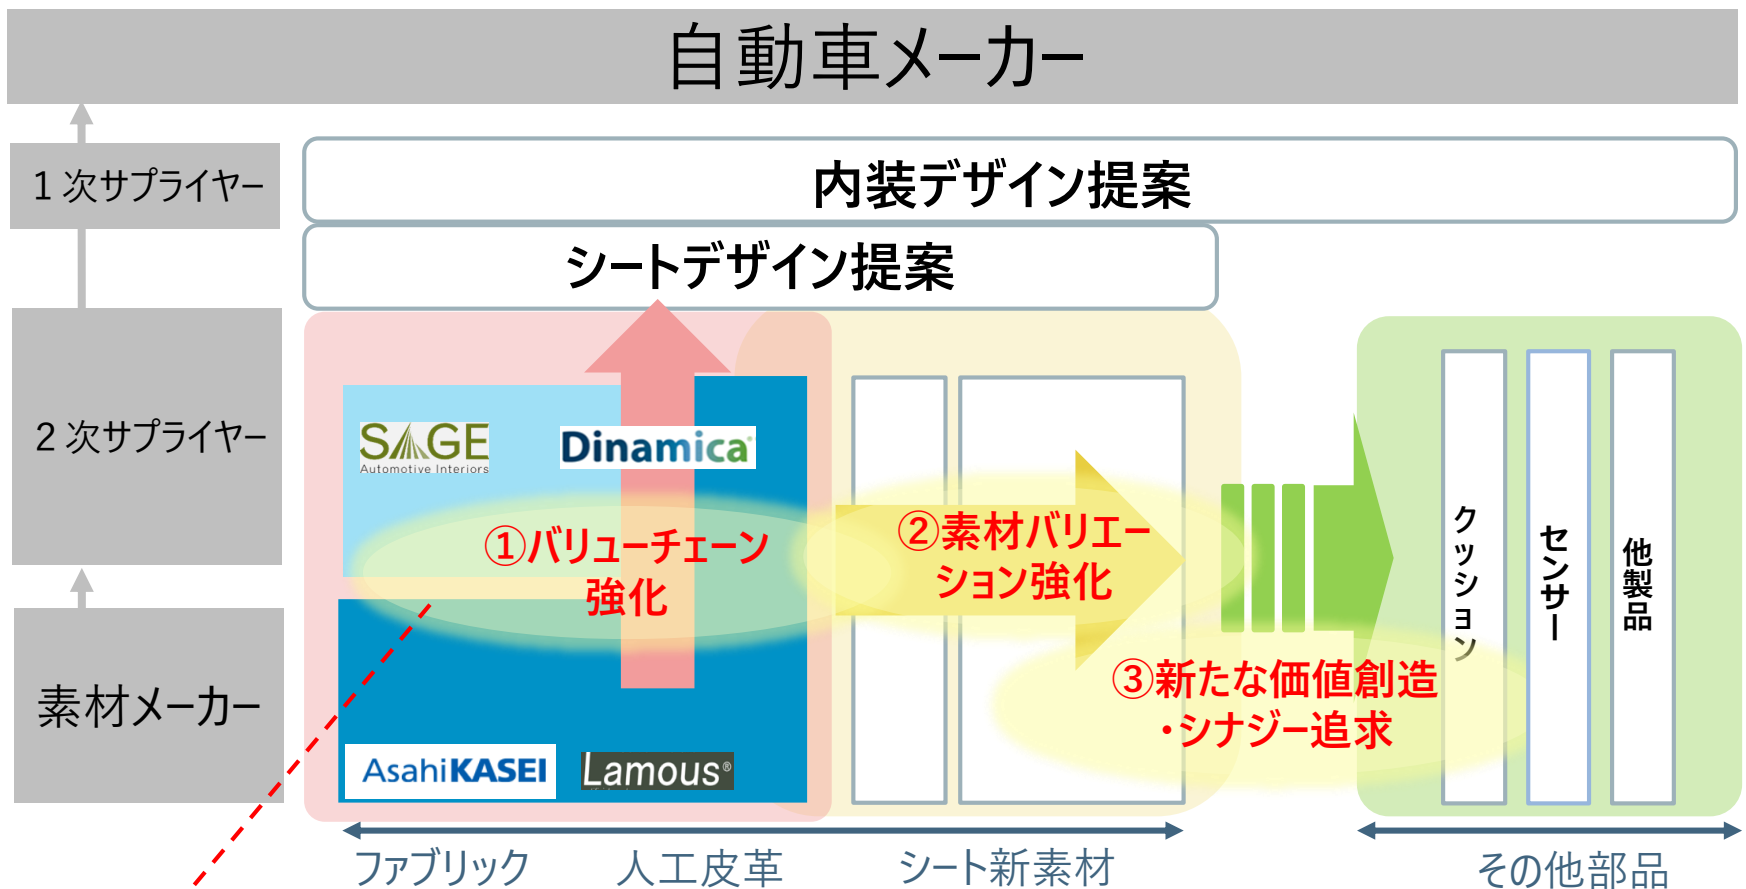 自動車メーカー
1次サプライヤー
内装デザイン提案
シートデザイン提案
2次サプライヤー
SAGE
Automotive Interiors
Dinamica
①バリューチェーン
強化
②素材バリエー
ション強化
③新たな価値創造
・シナジー追求
クッション
センサー
他製品
素材メーカー
AsahiKASEI
Lamous®
ファブリック
人工皮革
シート新素材
その他部品